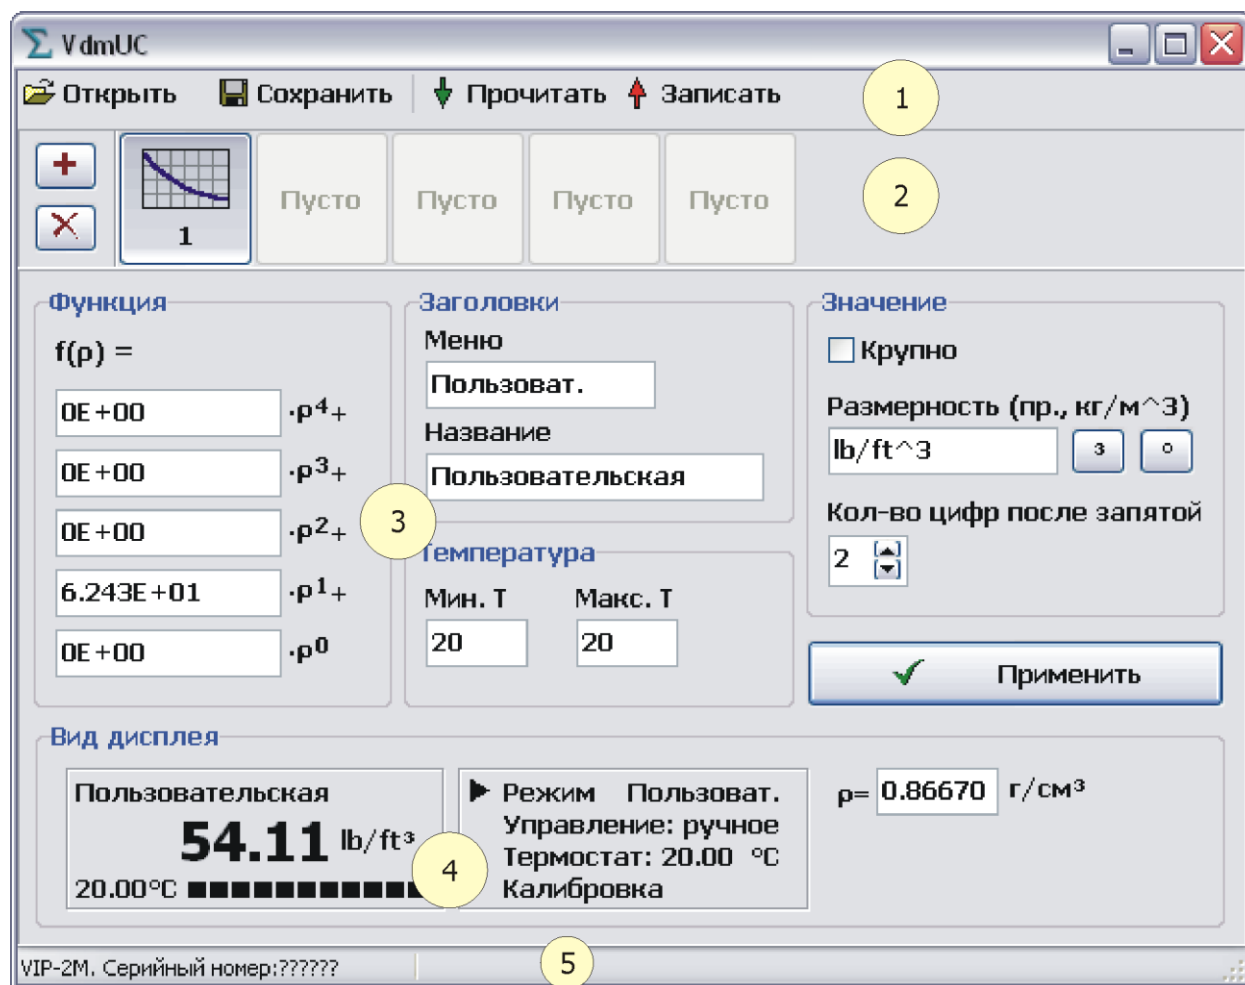 VdmUC
Открыть Сохранить Прочитать Записать 1
1 Пусто Пусто Пусто Пусто 2
Функция
f(ρ) =
0E+00 ·ρ⁴+
0E+00 ·ρ³+
0E+00 ·ρ²+
6.243E+01 ·ρ¹+
0E+00 ·ρ⁰
3
Заголовки
Меню
Пользоват.
Название
Пользовательская
Температура
Мин. T Макс. T
20 20
Значение
Крупно
Размерность (пр., кг/м^3)
lb/ft^3 ³ °
Кол-во цифр после запятой
2
Применить
Вид дисплея
Пользовательская
54.11 lb/ft³
20.00°C
4
Режим Пользоват.
Управление: ручное
Термостат: 20.00 °C
Калибровка
ρ= 0.86670 г/см³
VIP-2M. Серийный номер:?????? 5